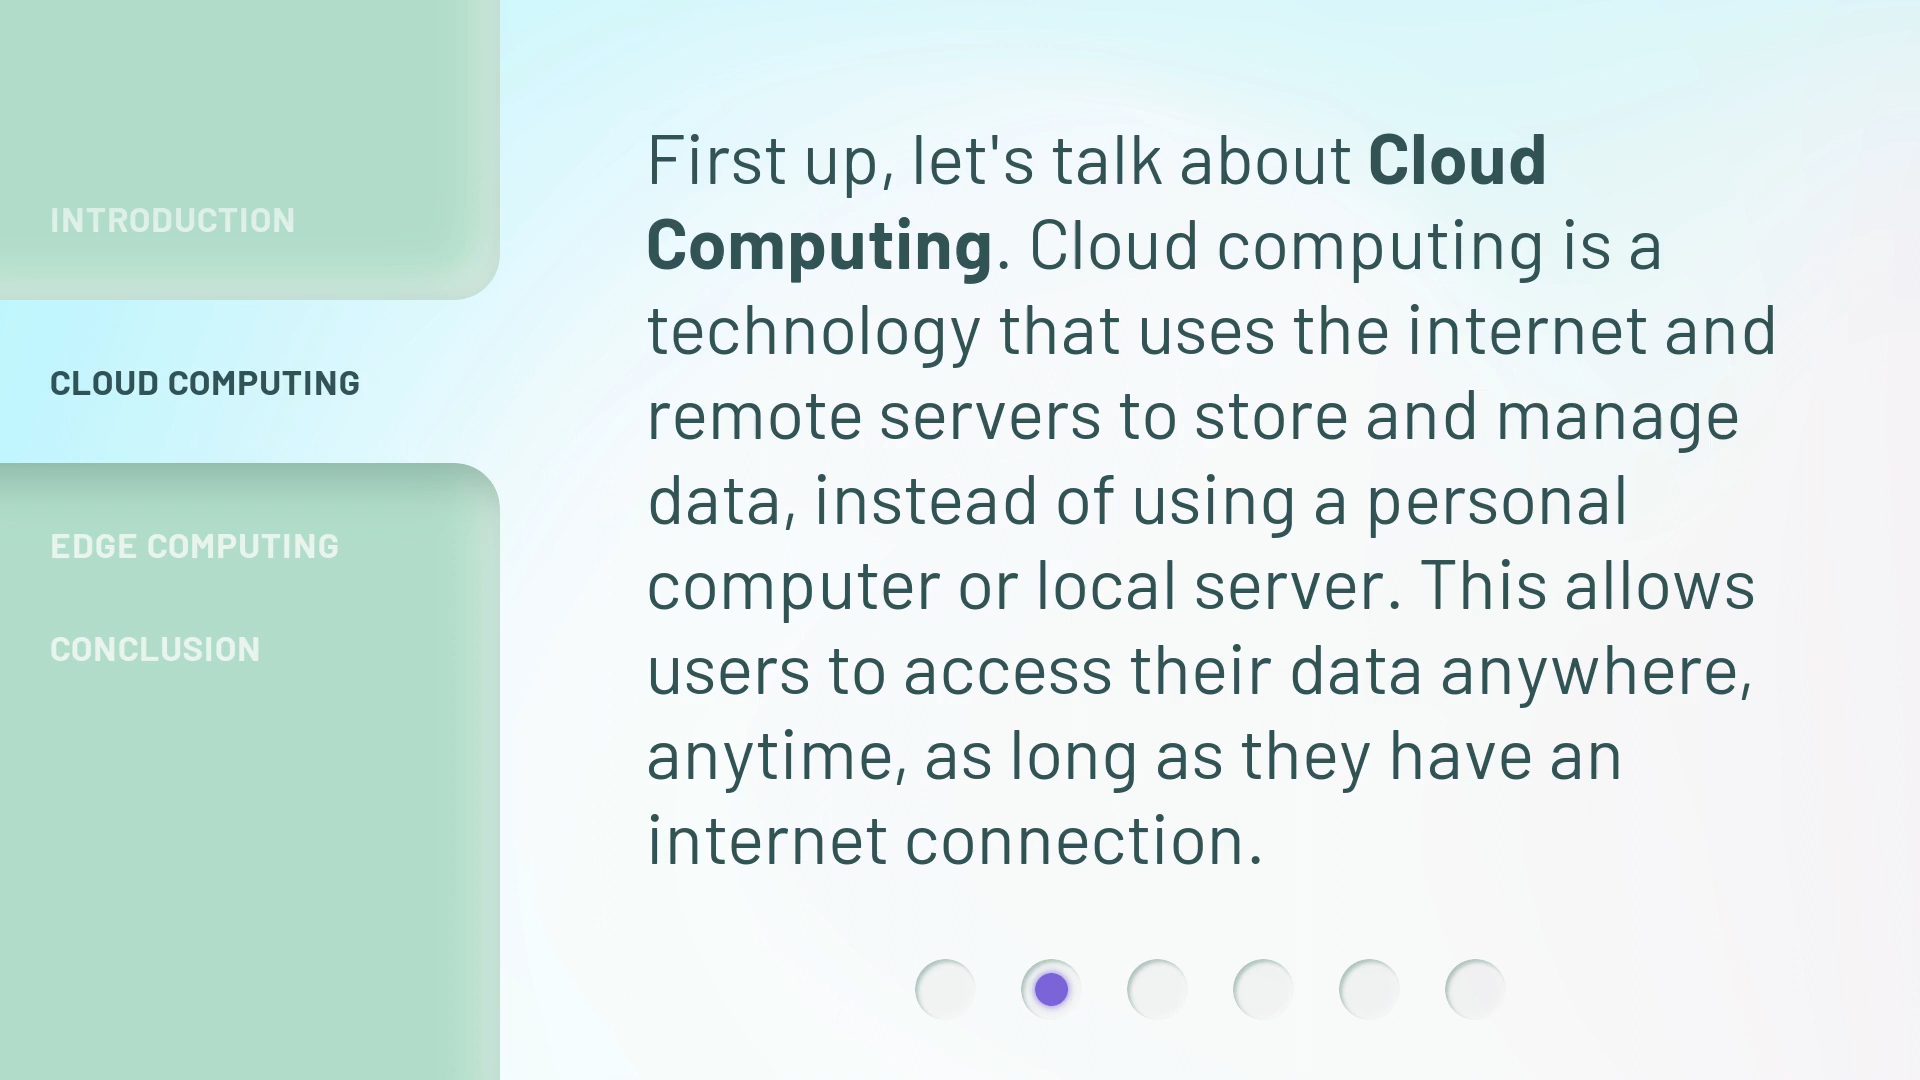 INTRODUCTION
CLOUD COMPUTING
EDGE COMPUTING
CONCLUSION
First up, let's talk about Cloud
Computing. Cloud computing is a
technology that uses the internet and
remote servers to store and manage
data, instead of using a personal
computer or local server. This allows
users to access their data anywhere,
anytime, as long as they have an
internet connection.